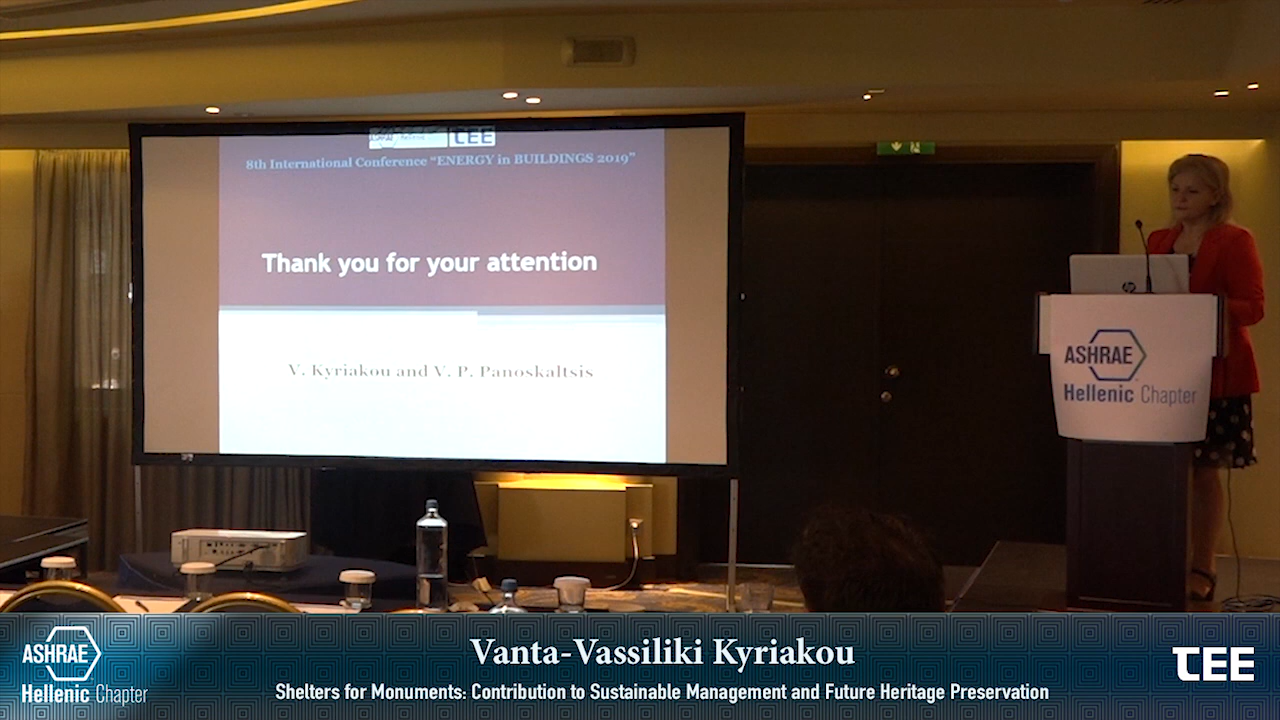 TEE
8th International Conference “ENERGY in BUILDINGS 2019”
Thank you for your attention
V. Kyriakou and V. P. Panoskaltsis
hp
ASHRAE
Hellenic Chapter
ASHRAE
Hellenic Chapter
Vanta-Vassiliki Kyriakou
Shelters for Monuments: Contribution to Sustainable Management and Future Heritage Preservation
TEE